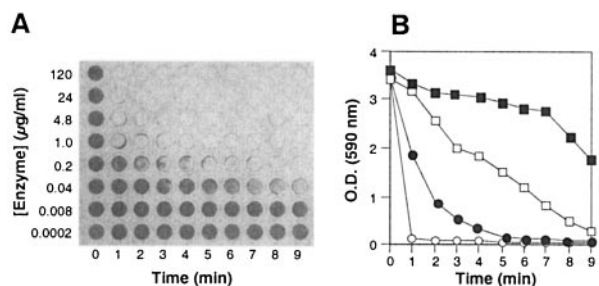 A
[Enzyme] (µg/ml)
120
24
4.8
1.0
0.2
0.04
0.008
0.0002
0 1 2 3 4 5 6 7 8 9
Time (min)
B
O.D. (590 nm)
4
3
2
1
0
0 1 2 3 4 5 6 7 8 9
Time (min)